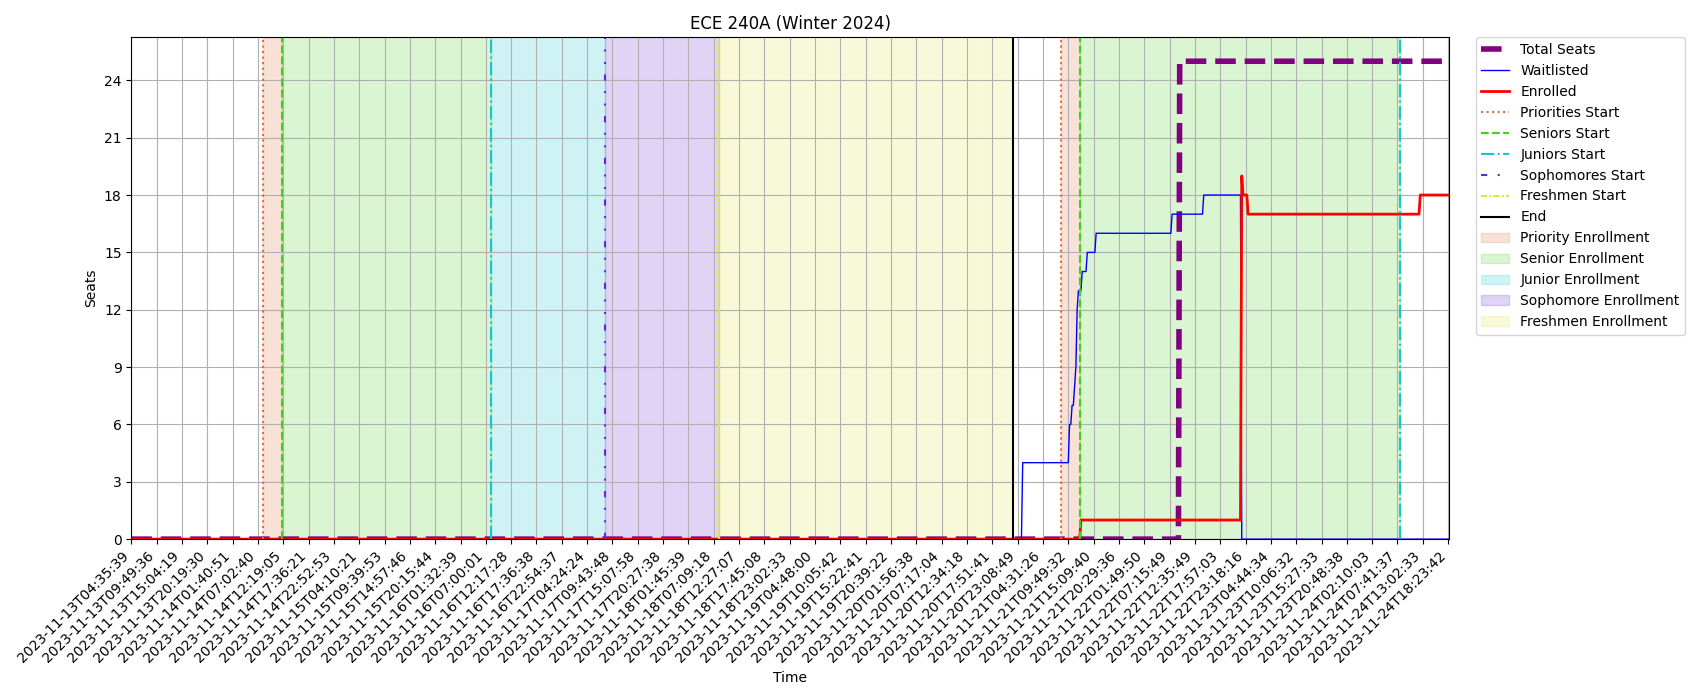 ECE 240A (Winter 2024)
Seats
24
21
18
15
12
9
6
3
0
2023-11-13T04:35:39
2023-11-13T09:49:36
2023-11-13T15:04:19
2023-11-13T20:19:30
2023-11-14T01:40:51
2023-11-14T07:02:40
2023-11-14T12:19:05
2023-11-14T17:36:21
2023-11-14T22:52:53
2023-11-15T04:10:21
2023-11-15T09:39:53
2023-11-15T14:57:46
2023-11-15T20:15:44
2023-11-16T01:32:39
2023-11-16T07:00:01
2023-11-16T12:17:28
2023-11-16T17:36:38
2023-11-16T22:54:37
2023-11-17T04:24:24
2023-11-17T09:43:48
2023-11-17T15:07:58
2023-11-17T20:27:38
2023-11-18T01:45:39
2023-11-18T07:09:18
2023-11-18T12:27:07
2023-11-18T17:45:08
2023-11-18T23:02:33
2023-11-19T04:48:00
2023-11-19T10:05:42
2023-11-19T15:22:41
2023-11-19T20:39:22
2023-11-20T01:56:38
2023-11-20T07:17:04
2023-11-20T12:34:18
2023-11-20T17:51:41
2023-11-20T23:08:49
2023-11-21T04:31:26
2023-11-21T09:49:32
2023-11-21T15:09:40
2023-11-21T20:29:36
2023-11-22T01:49:50
2023-11-22T07:15:49
2023-11-22T12:35:49
2023-11-22T17:57:03
2023-11-22T23:18:16
2023-11-23T04:44:34
2023-11-23T10:06:32
2023-11-23T15:27:33
2023-11-23T20:48:38
2023-11-24T02:10:03
2023-11-24T07:41:37
2023-11-24T13:02:33
2023-11-24T18:23:42
Time
Total Seats
Waitlisted
Enrolled
Priorities Start
Seniors Start
Juniors Start
Sophomores Start
Freshmen Start
End
Priority Enrollment
Senior Enrollment
Junior Enrollment
Sophomore Enrollment
Freshmen Enrollment